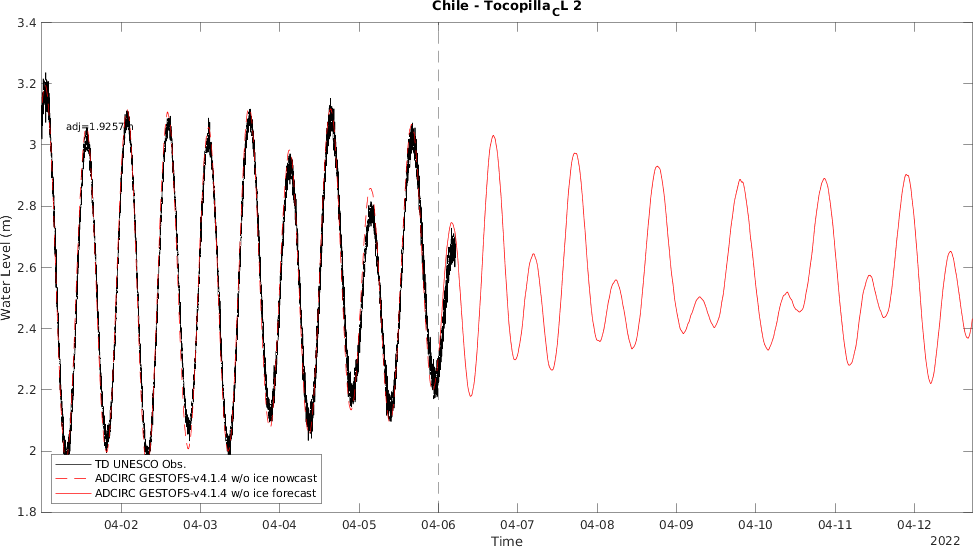 Chile - Tocopilla_CL 2
3.4
3.2
3
2.8
2.6
2.4
2.2
2
1.8
Water Level (m)
adj=1.9257m
TD UNESCO Obs.
ADCIRC GESTOFS-v4.1.4 w/o ice nowcast
ADCIRC GESTOFS-v4.1.4 w/o ice forecast
04-02 04-03 04-04 04-05 04-06 04-07 04-08 04-09 04-10 04-11 04-12
Time
2022